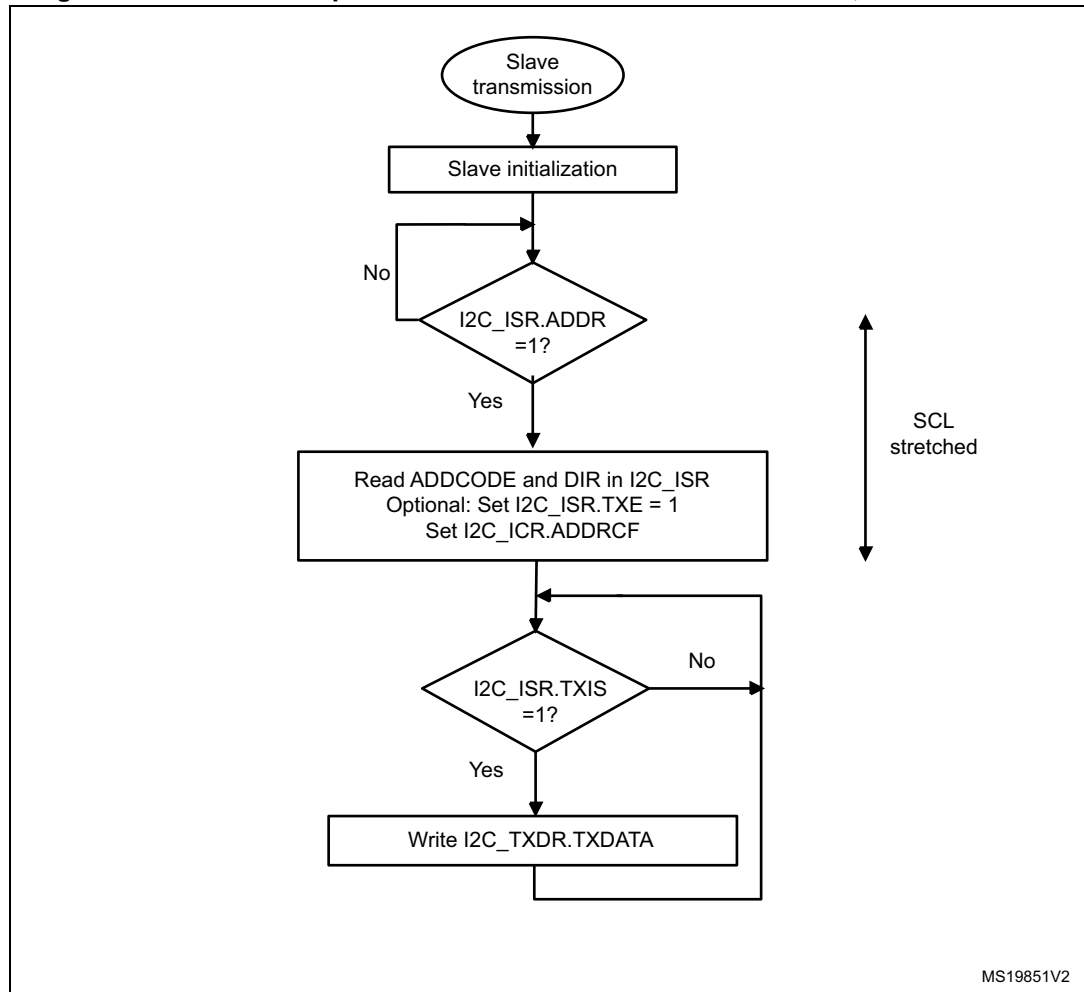 Slave
transmission
Slave initialization
No
I2C_ISR.ADDR
=1?
Yes
SCL
stretched
Read ADDCODE and DIR in I2C_ISR
Optional: Set I2C_ISR.TXE = 1
Set I2C_ICR.ADDRCF
I2C_ISR.TXIS
=1?
No
Yes
Write I2C_TXDR.TXDATA
MS19851V2